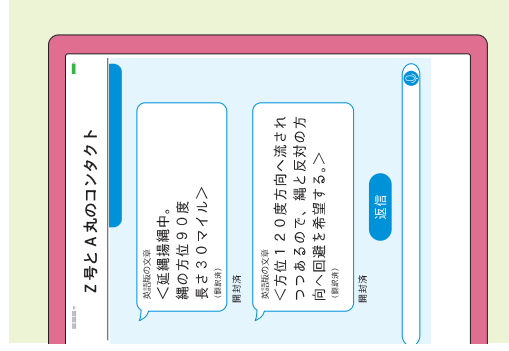 Z号とA丸のコンタクト
英語版の文章
＜延縄揚縄中。
縄の方位９０度
長さ３０マイル＞
（翻訳済）
開封済
英語版の文章
＜方位１２０度方向へ流され
つつあるので、縄と反対の方
向へ回避を希望する。＞
（翻訳済）
開封済
返信